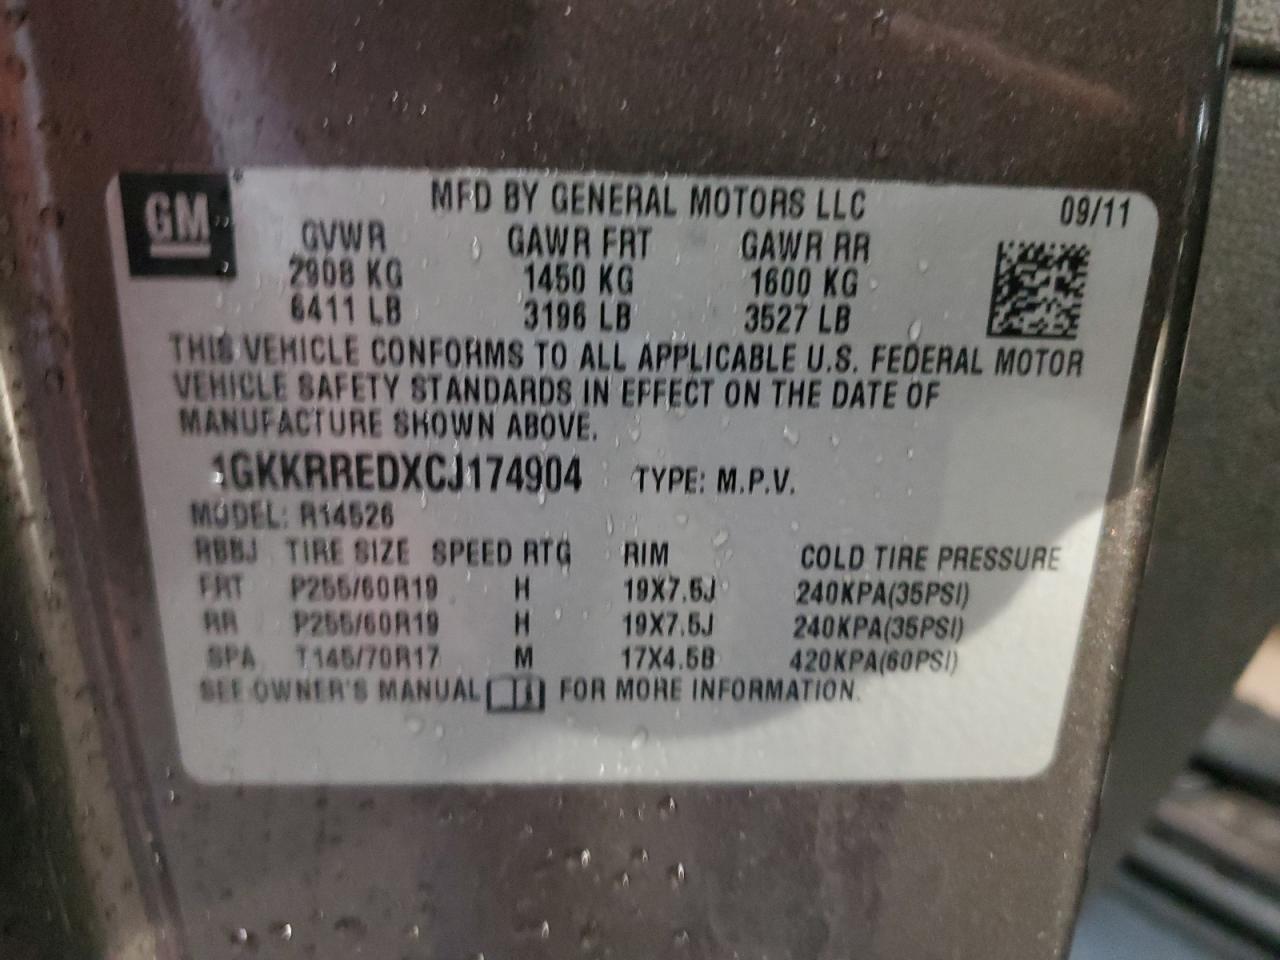 GM
MFD BY GENERAL MOTORS LLC 09/11
GVWR GAWR FRT GAWR RR
2908 KG 1450 KG 1600 KG
6411 LB 3196 LB 3527 LB
THIS VEHICLE CONFORMS TO ALL APPLICABLE U.S. FEDERAL MOTOR
VEHICLE SAFETY STANDARDS IN EFFECT ON THE DATE OF
MANUFACTURE SHOWN ABOVE.
1GKKRREDXCJ174904 TYPE: M.P.V.
MODEL: R14526
RBBJ TIRE SIZE SPEED RTG RIM COLD TIRE PRESSURE
FRT P255/60R19 H 19X7.5J 240KPA(35PSI)
RR P255/60R19 H 19X7.5J 240KPA(35PSI)
SPA T145/70R17 M 17X4.5B 420KPA(60PSI)
SEE OWNER'S MANUAL FOR MORE INFORMATION.